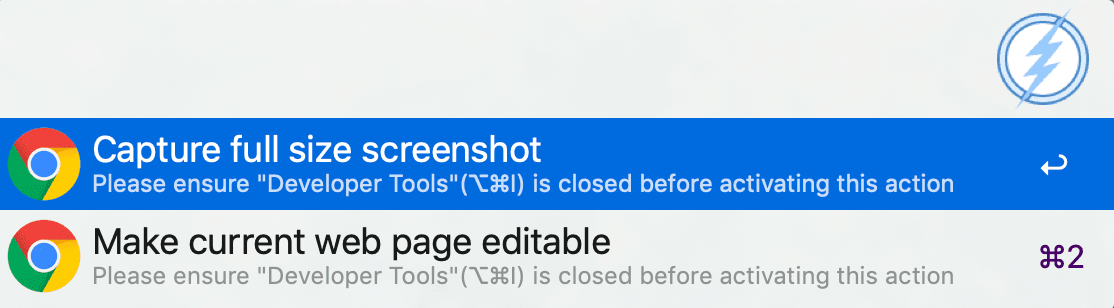 Capture full size screenshot
Please ensure "Developer Tools"(⌥⌘I) is closed before activating this action
Make current web page editable
⌘2
Please ensure "Developer Tools"(⌥⌘I) is closed before activating this action